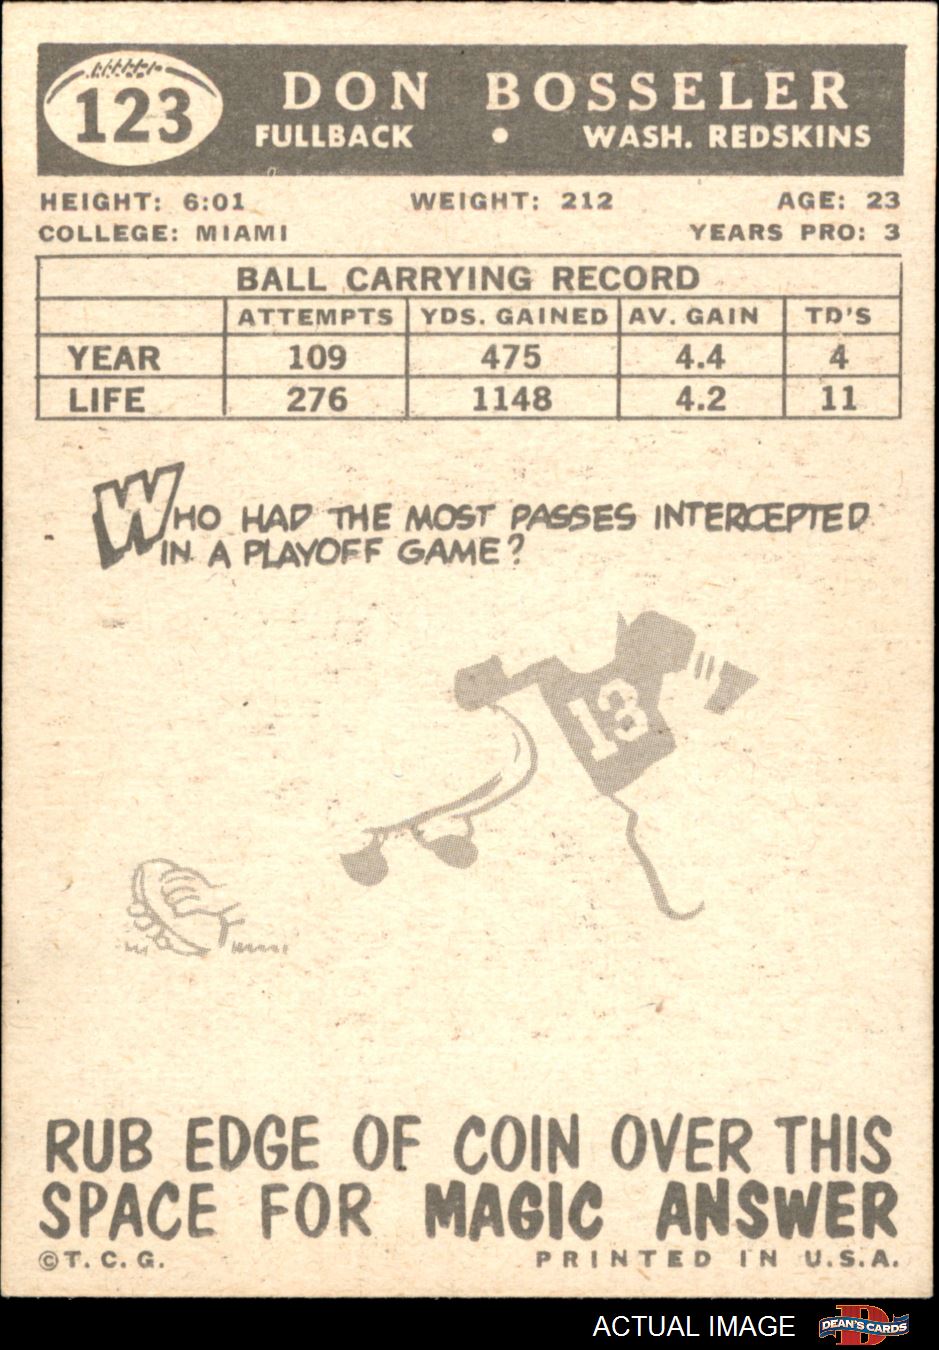 123
DON BOSSELER
FULLBACK • WASH. REDSKINS
HEIGHT: 6:01 WEIGHT: 212 AGE: 23
COLLEGE: MIAMI YEARS PRO: 3
BALL CARRYING RECORD
ATTEMPTS YDS. GAINED AV. GAIN TD'S
YEAR 109 475 4.4 4
LIFE 276 1148 4.2 11
WHO HAD THE MOST PASSES INTERCEPTED
IN A PLAYOFF GAME?
13
RUB EDGE OF COIN OVER THIS
SPACE FOR MAGIC ANSWER
©T.C.G. PRINTED IN U.S.A.
ACTUAL IMAGE
D
DEAN'S CARDS